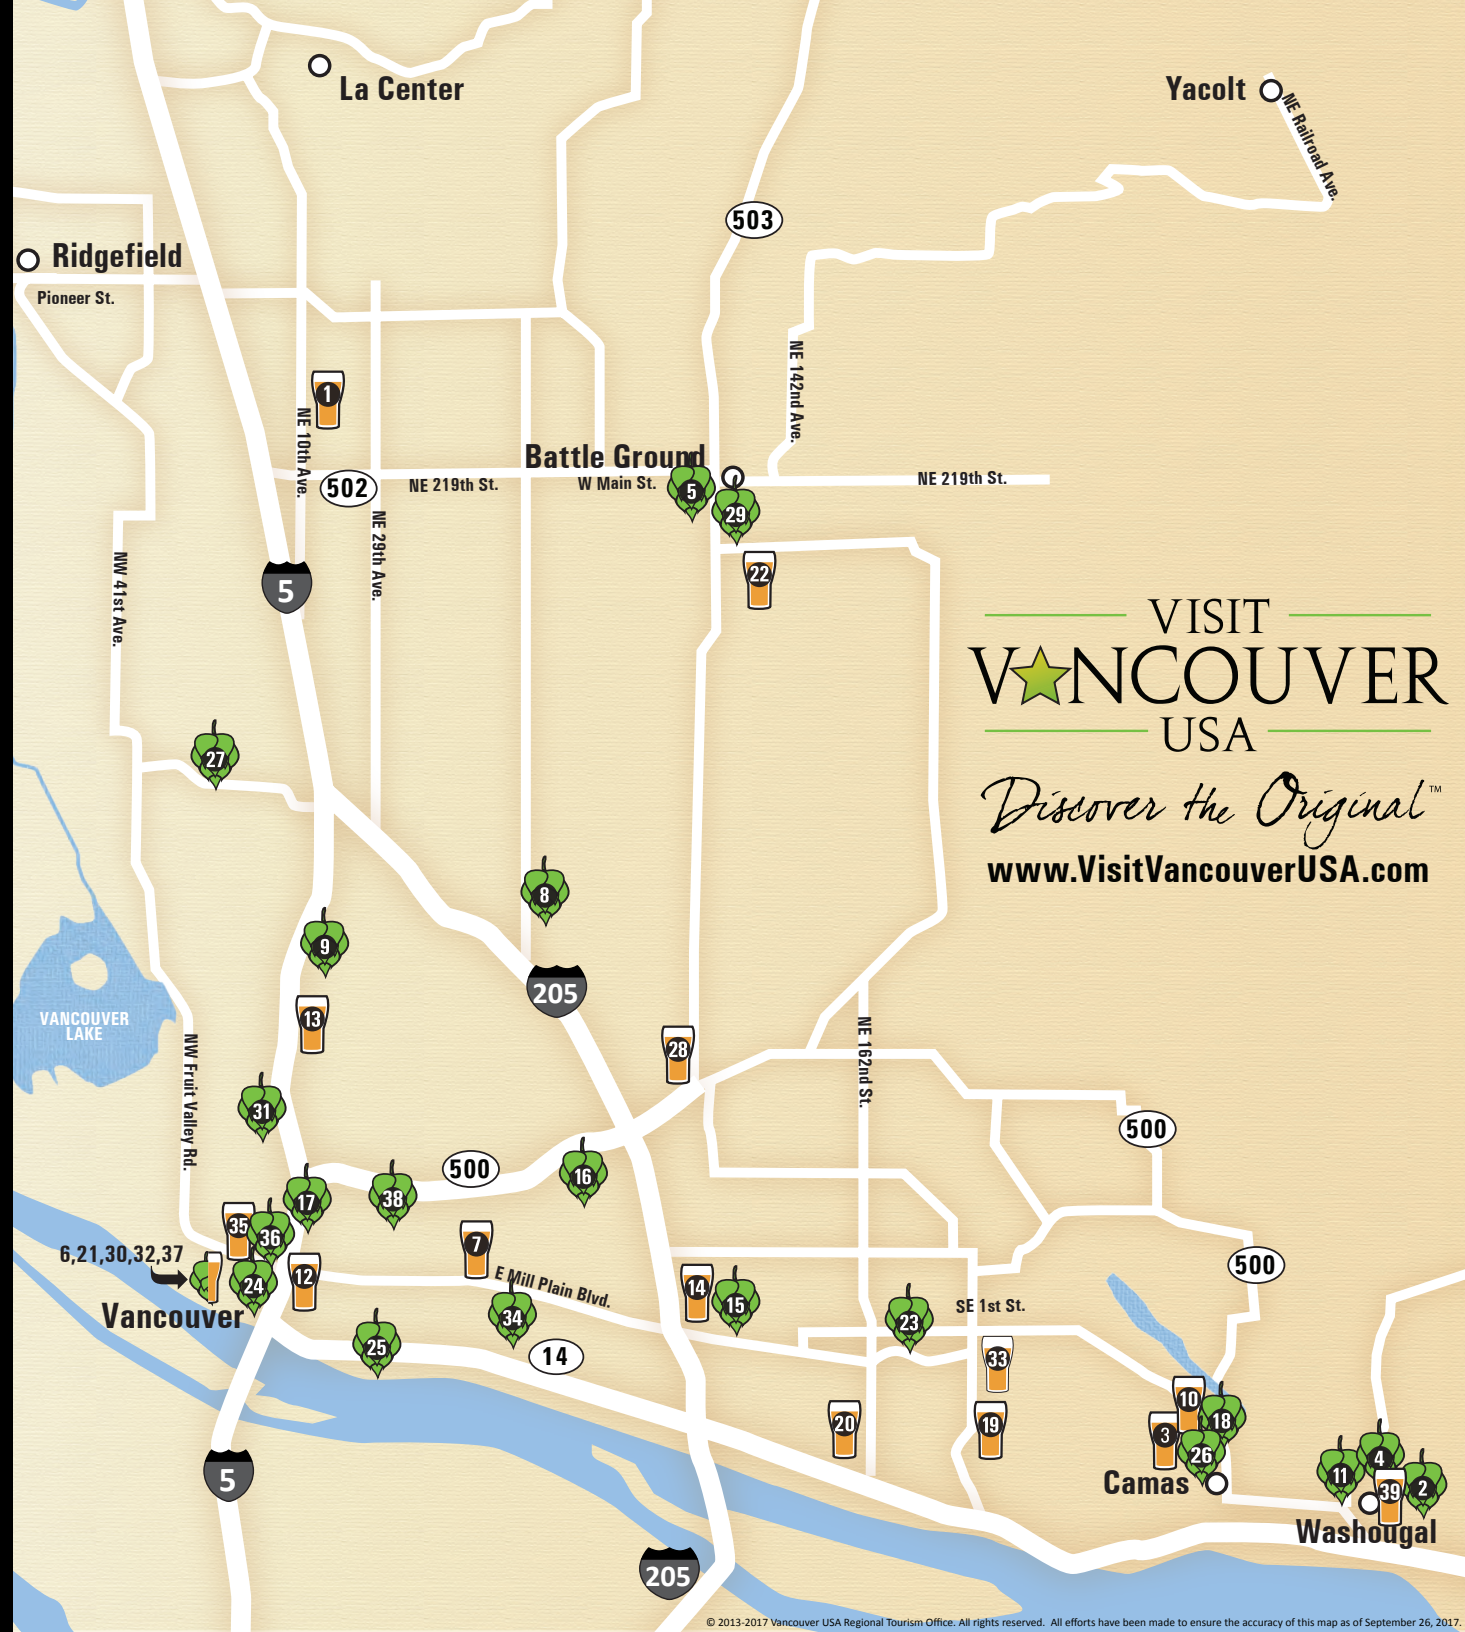 La Center
Yacolt
NE Railroad Ave.
503
Ridgefield
Pioneer St.
NE 142nd Ave.
1
NE 10th Ave.
Battle Ground
502
NE 219th St.
W Main St.
5
NE 219th St.
29
NE 29th Ave.
NW 41st Ave.
22
5
VISIT
VANCOUVER
USA
Discover the Original™
www.VisitVancouverUSA.com
27
8
9
205
13
VANCOUVER
LAKE
NW Fruit Valley Rd.
28
NE 162nd St.
31
500
500
16
17
38
35
36
7
6,21,30,32,37
24
12
E Mill Plain Blvd.
500
14
15
Vancouver
34
23
SE 1st St.
25
14
33
10
18
20
19
3
26
Camas
4
11
39
2
5
Washougal
205
© 2013-2017 Vancouver USA Regional Tourism Office. All rights reserved. All efforts have been made to ensure the accuracy of this map as of September 26, 2017.